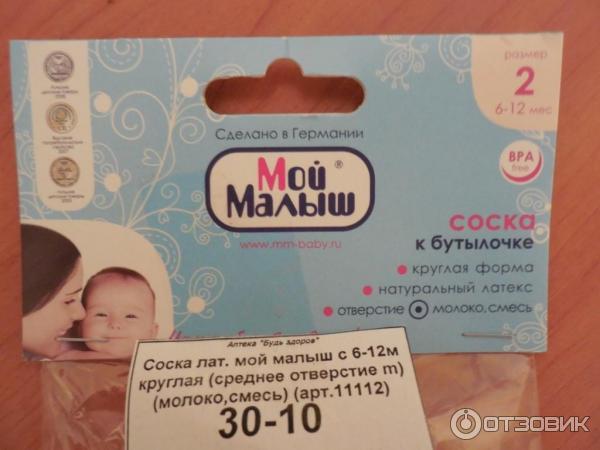 размер
2
6-12 мес
Сделано в Германии
BPA
free
Мой
Малыш
®
www.mm-baby.ru
соска
к бутылочке
круглая форма
натуральный латекс
отверстие молоко,смесь
Аптека "Будь здоров"
Соска лат. мой малыш с 6-12м
круглая (среднее отверстие m)
(молоко,смесь) (арт.11112)
30-10
ОТЗОВИК